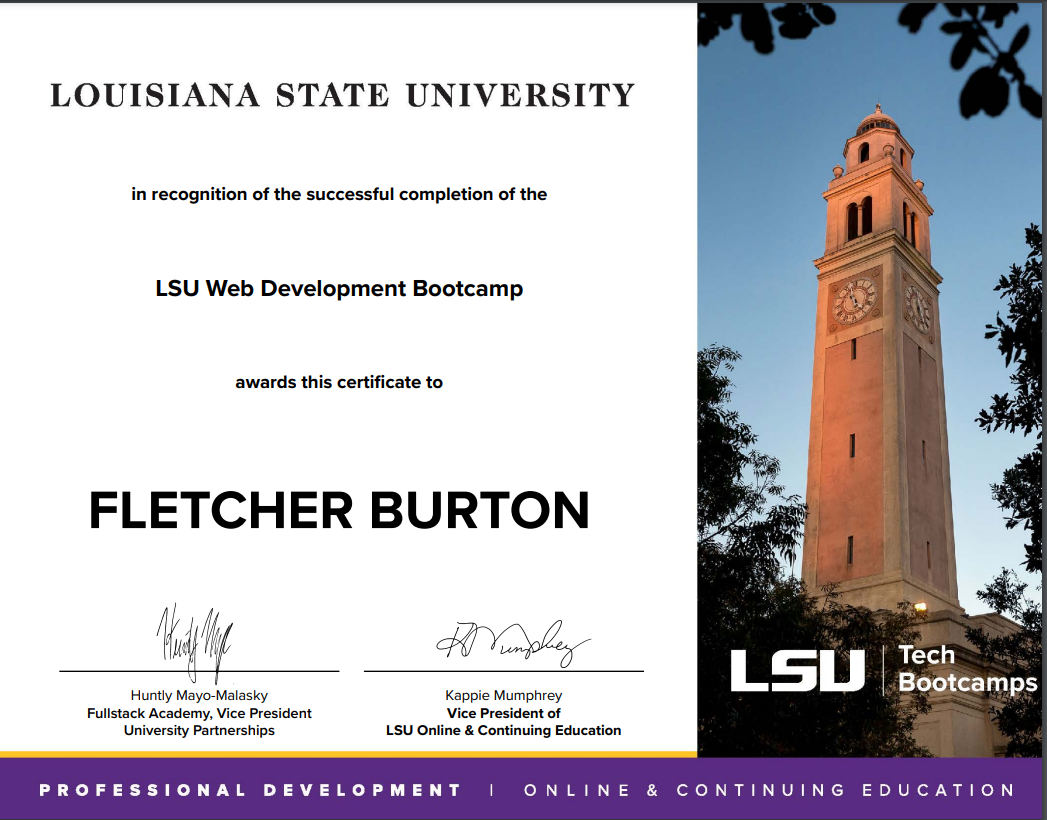 LOUISIANA STATE UNIVERSITY
in recognition of the successful completion of the
LSU Web Development Bootcamp
awards this certificate to
FLETCHER BURTON
Huntly Mayo-Malasky
Fullstack Academy, Vice President
University Partnerships
Kappie Mumphrey
Vice President of
LSU Online & Continuing Education
LSU | Tech
Bootcamps
PROFESSIONAL DEVELOPMENT | ONLINE & CONTINUING EDUCATION